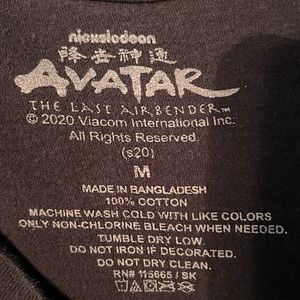 nickelodeon
降世神通
AVATAR
THE LAST AIRBENDER™
© 2020 Viacom International Inc.
All Rights Reserved.
(s20)
M
MADE IN BANGLADESH
100% COTTON
MACHINE WASH COLD WITH LIKE COLORS
ONLY NON-CHLORINE BLEACH WHEN NEEDED.
TUMBLE DRY LOW.
DO NOT IRON IF DECORATED.
DO NOT DRY CLEAN.
RN# 115665 / SK